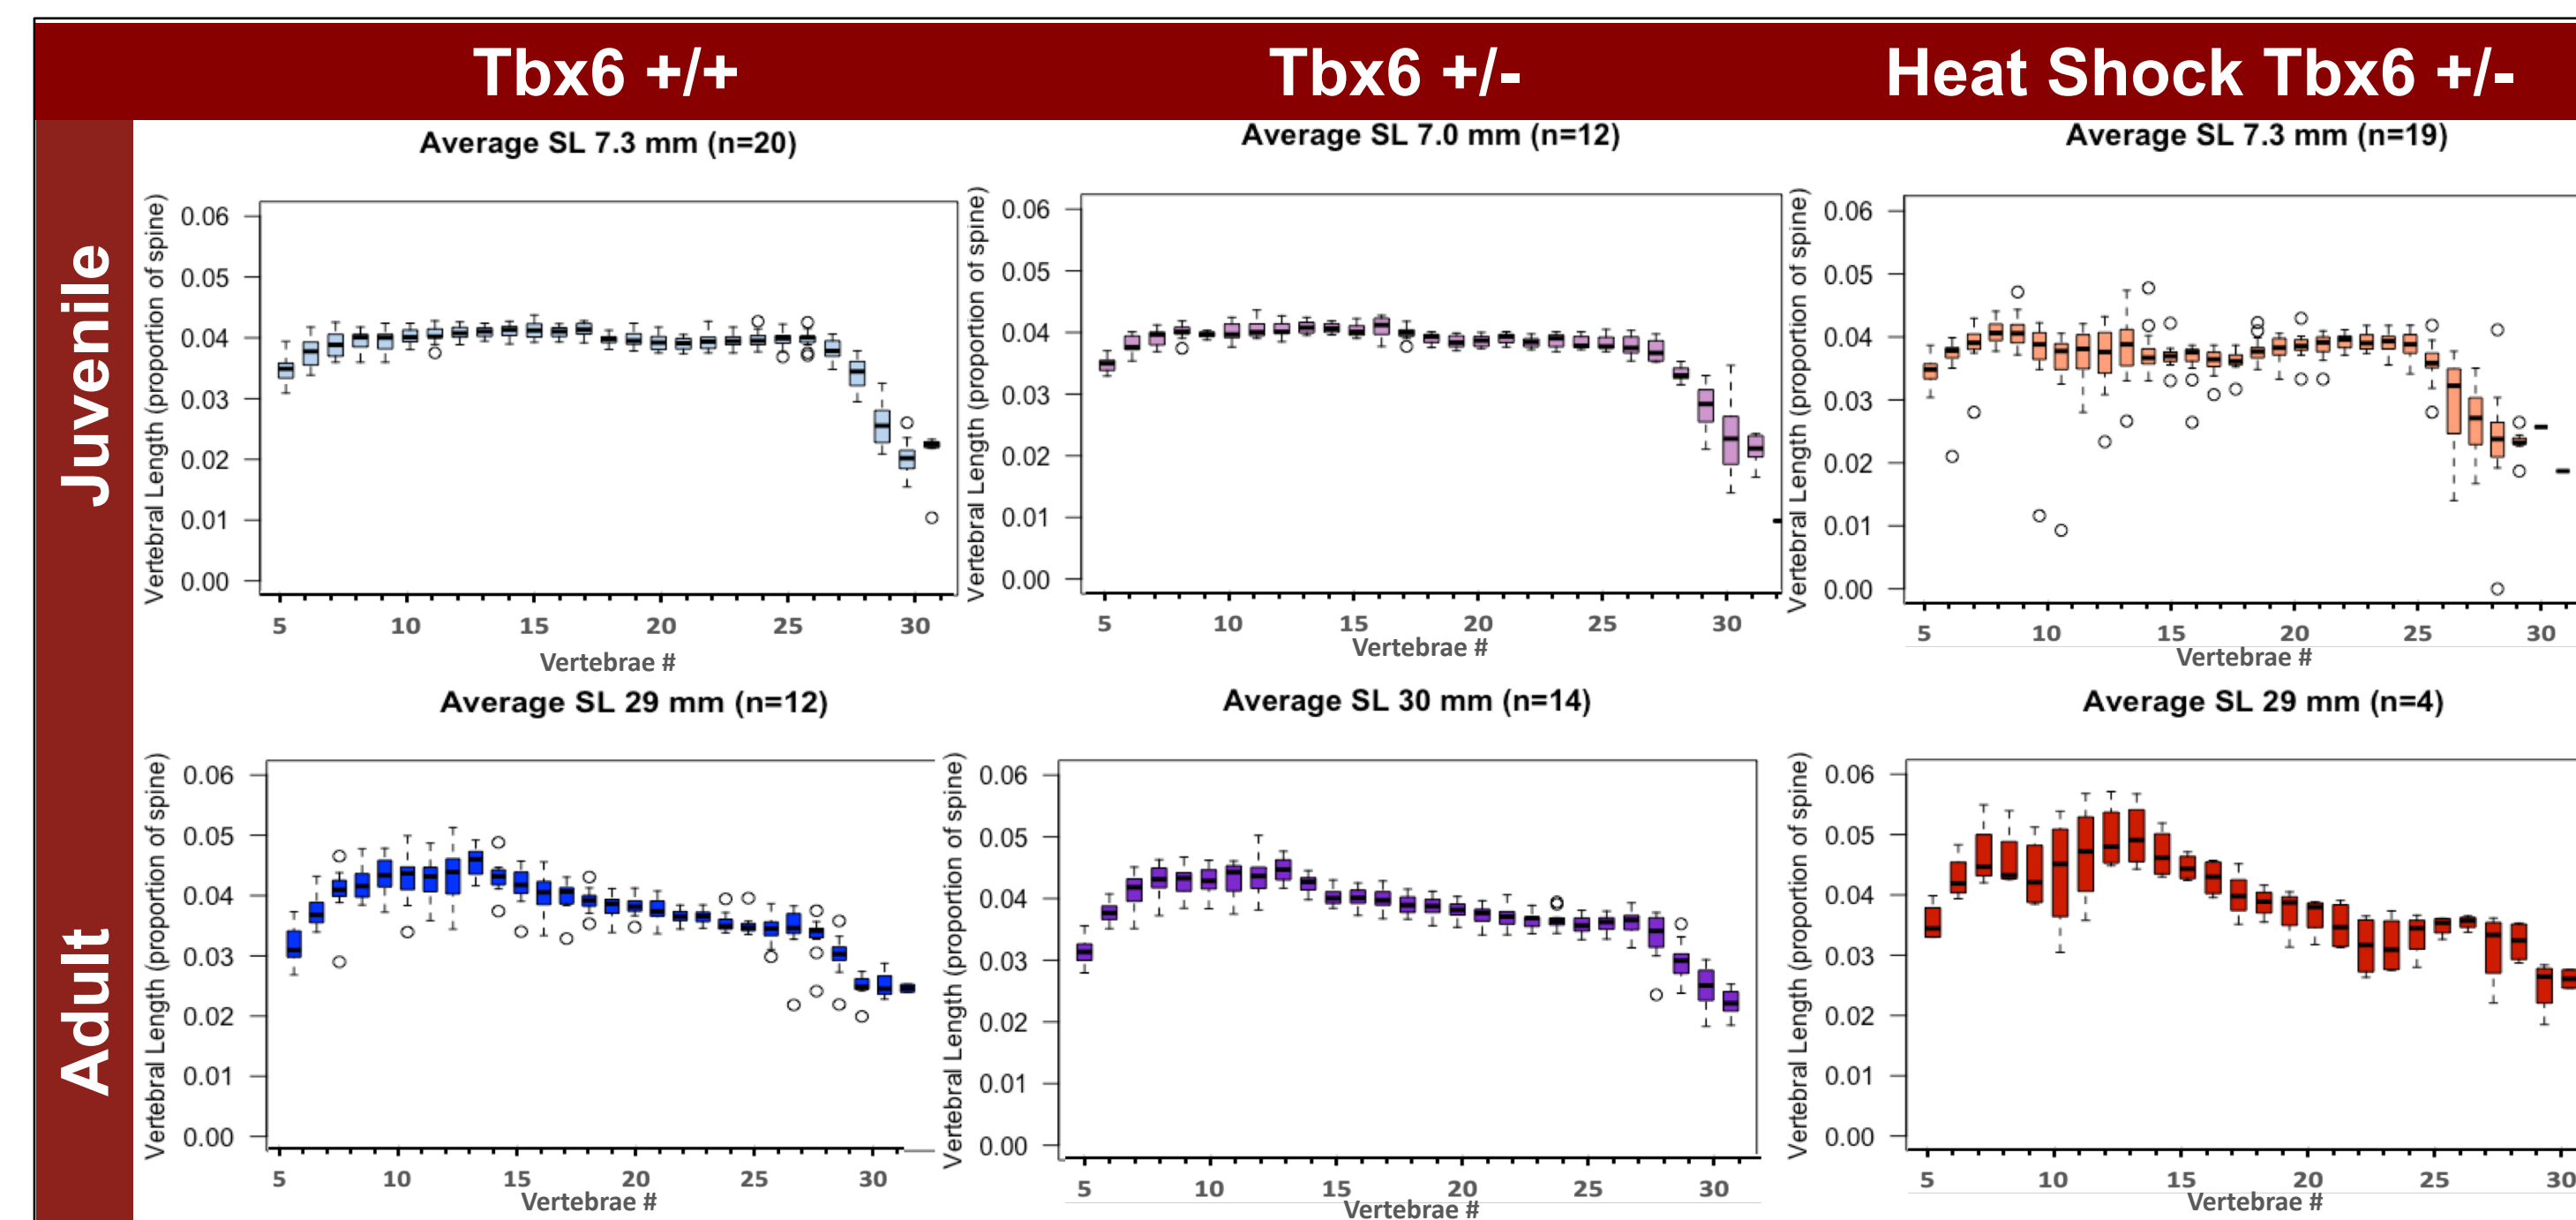 Tbx6 +/+
Tbx6 +/-
Heat Shock Tbx6 +/-
Juvenile
Average SL 7.3 mm (n=20)
Vertebral Length (proportion of spine)
0.06
0.05
0.04
0.03
0.02
0.01
0.00
5 10 15 20 25 30
Vertebrae #
Average SL 7.0 mm (n=12)
Vertebral Length (proportion of spine)
0.06
0.05
0.04
0.03
0.02
0.01
0.00
5 10 15 20 25 30
Vertebrae #
Average SL 7.3 mm (n=19)
Vertebral Length (proportion of spine)
0.06
0.05
0.04
0.03
0.02
0.01
0.00
5 10 15 20 25 30
Vertebrae #
Adult
Average SL 29 mm (n=12)
Vertebral Length (proportion of spine)
0.06
0.05
0.04
0.03
0.02
0.01
0.00
5 10 15 20 25 30
Vertebrae #
Average SL 30 mm (n=14)
Vertebral Length (proportion of spine)
0.06
0.05
0.04
0.03
0.02
0.01
0.00
5 10 15 20 25 30
Vertebrae #
Average SL 29 mm (n=4)
Vertebral Length (proportion of spine)
0.06
0.05
0.04
0.03
0.02
0.01
0.00
5 10 15 20 25 30
Vertebrae #